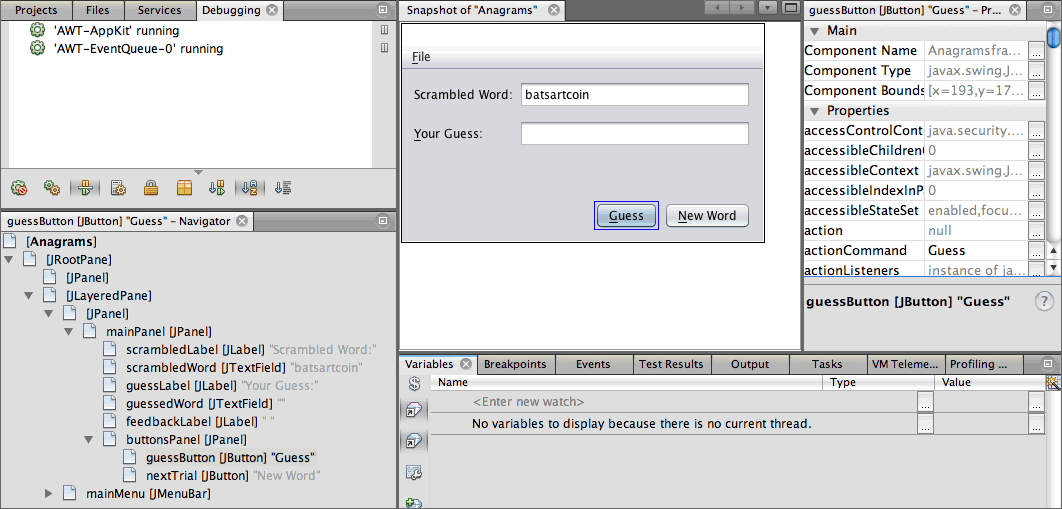 Projects Files Services Debugging
'AWT-AppKit' running
'AWT-EventQueue-0' running
guessButton [JButton] "Guess" – Navigator
[Anagrams]
[JRootPane]
[JPanel]
[JLayeredPane]
[JPanel]
mainPanel [JPanel]
scrambledLabel [JLabel] "Scrambled Word:"
scrambledWord [JTextField] "batsartcoin"
guessLabel [JLabel] "Your Guess:"
guessedWord [JTextField] ""
feedbackLabel [JLabel] " "
buttonsPanel [JPanel]
guessButton [JButton] "Guess"
nextTrial [JButton] "New Word"
mainMenu [JMenuBar]
Snapshot of "Anagrams"
File
Scrambled Word: batsartcoin
Your Guess:
Guess New Word
guessButton [JButton] "Guess" – Pr...
Main
Component Name Anagramsfra... ...
Component Type javax.swing.J... ...
Component Bounds [x=193,y=17... ...
Properties
accessControlCont java.security.... ...
accessibleChildren 0 ...
accessibleContext javax.swing.J... ...
accessibleIndexInP 0 ...
accessibleStateSet enabled,focu... ...
action null ...
actionCommand Guess ...
actionListeners instance of ja... ...
guessButton [JButton] "Guess" ?
Variables Breakpoints Events Test Results Output Tasks VM Teleme... Profiling ...
Name Type Value
<Enter new watch> ... ...
No variables to display because there is no current thread. ... ...